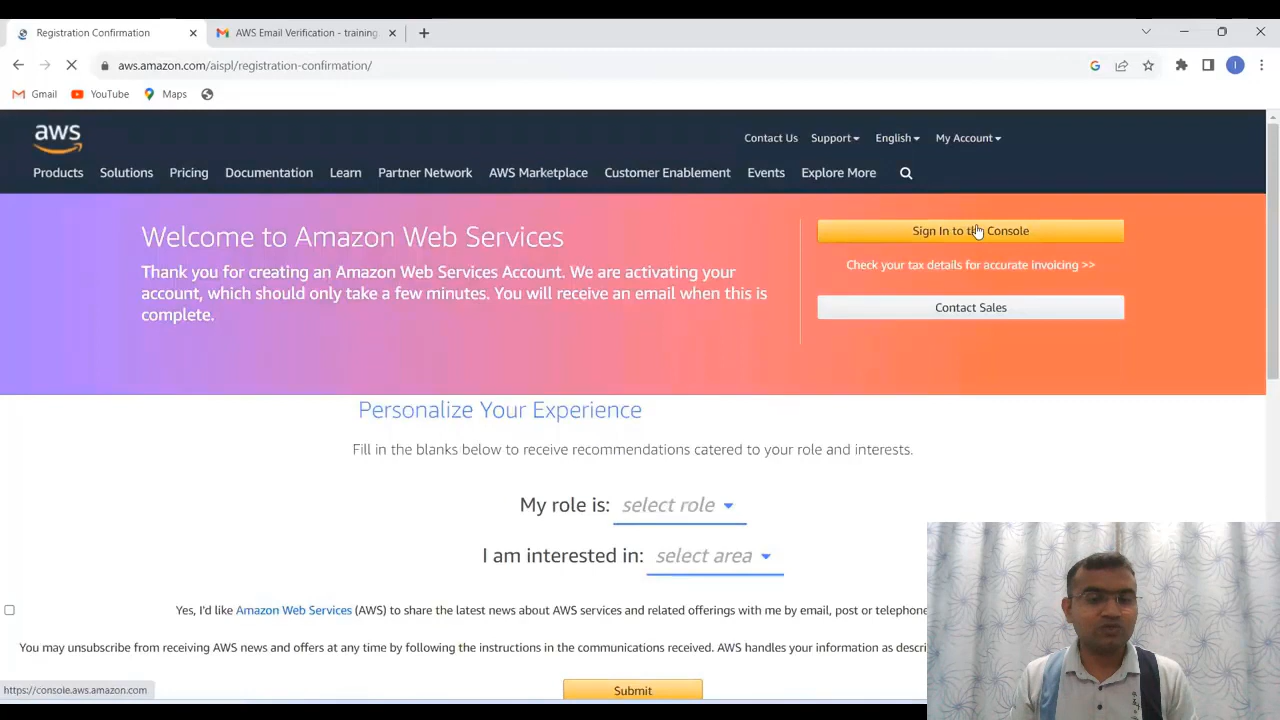 Registration Confirmation
AWS Email Verification - training
aws.amazon.com/aispl/registration-confirmation/
Gmail YouTube Maps
aws
Contact Us Support English My Account
Products Solutions Pricing Documentation Learn Partner Network AWS Marketplace Customer Enablement Events Explore More
Welcome to Amazon Web Services
Thank you for creating an Amazon Web Services Account. We are activating your
account, which should only take a few minutes. You will receive an email when this is
complete.
Sign In to the Console
Check your tax details for accurate invoicing >>
Contact Sales
Personalize Your Experience
Fill in the blanks below to receive recommendations catered to your role and interests.
My role is: select role
I am interested in: select area
Yes, I'd like Amazon Web Services (AWS) to share the latest news about AWS services and related offerings with me by email, post or telephone
You may unsubscribe from receiving AWS news and offers at any time by following the instructions in the communications received. AWS handles your information as descri
https://console.aws.amazon.com
Submit